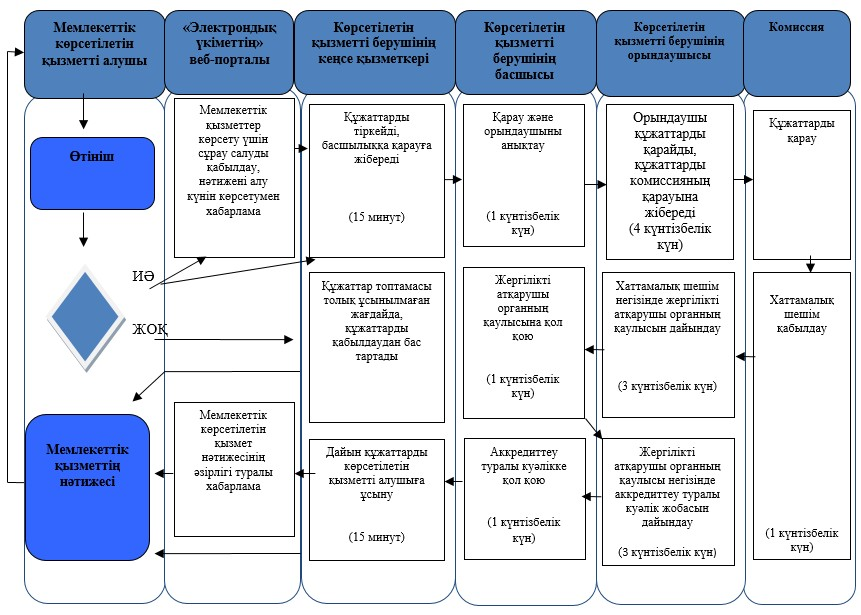 Мемлекеттік
көрсетілетін
қызметті алушы
«Электрондық
үкіметтің»
веб-порталы
Көрсетілетін
қызметті берушінің
кеңсе қызметкері
Көрсетілетін
қызметті
берушінің
басшысы
Көрсетілетін
қызметті берушінің
орындаушысы
Комиссия
Өтініш
Мемлекеттік
қызметтер
көрсету үшін
сұрау салуды
қабылдау,
нәтижені алу
күнін көрсетумен
хабарлама
Құжаттарды
тіркейді,
басшылыққа қарауға
жібереді
(15 минут)
Қарау және
орындаушыны
анықтау
(1 күнтізбелік
күн)
Орындаушы
құжаттарды
қарайды,
құжаттарды
комиссияның
қарауына
жібереді
(4 күнтізбелік
күн)
Құжаттарды
қарау
ИӘ
ЖОҚ
Құжаттар топтамасы
толық ұсынылмаған
жағдайда,
құжаттарды
қабылдаудан бас
тартады
Жергілікті
атқарушы
органның
қаулысына қол
қою
(1 күнтізбелік
күн)
Хаттамалық шешім
негізінде жергілікті
атқарушы органның
қаулысын дайындау
(3 күнтізбелік күн)
Хаттамалық
шешім
қабылдау
(1 күнтізбелік
күн)
Мемлекеттік
қызметтің
нәтижесі
Мемлекеттік
көрсетілетін
қызмет
нәтижесінің
әзірлігі туралы
хабарлама
Дайын құжаттарды
көрсетілетін
қызметті алушыға
ұсыну
(15 минут)
Аккредиттеу
туралы куәлікке
қол қою
(1 күнтізбелік
күн)
Жергілікті
атқарушы органның
қаулысы негізінде
аккредиттеу туралы
куәлік жобасын
дайындау
(3 күнтізбелік күн)